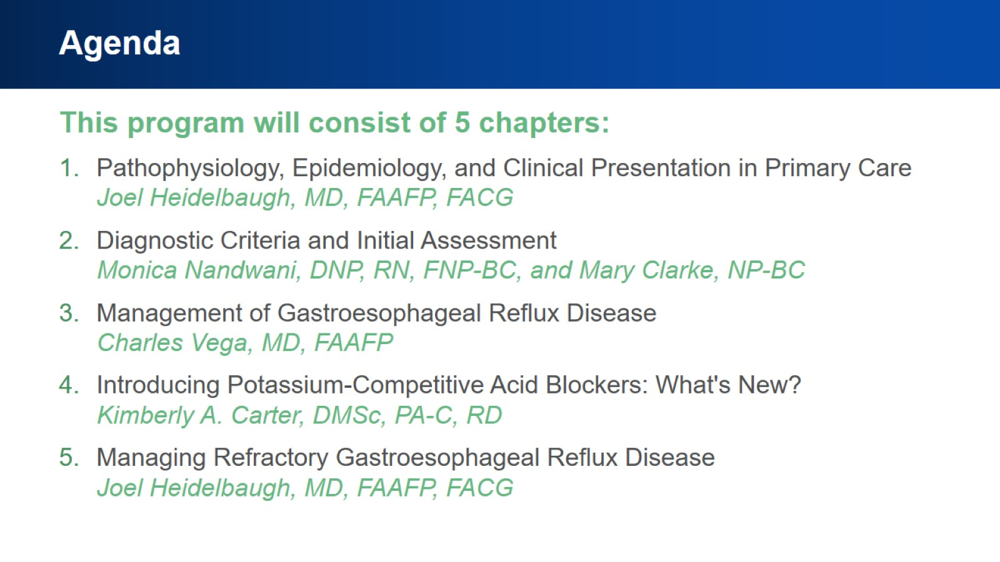 Agenda
This program will consist of 5 chapters:
1. Pathophysiology, Epidemiology, and Clinical Presentation in Primary Care
Joel Heidelbaugh, MD, FAAFP, FACG
2. Diagnostic Criteria and Initial Assessment
Monica Nandwani, DNP, RN, FNP-BC, and Mary Clarke, NP-BC
3. Management of Gastroesophageal Reflux Disease
Charles Vega, MD, FAAFP
4. Introducing Potassium-Competitive Acid Blockers: What's New?
Kimberly A. Carter, DMSc, PA-C, RD
5. Managing Refractory Gastroesophageal Reflux Disease
Joel Heidelbaugh, MD, FAAFP, FACG